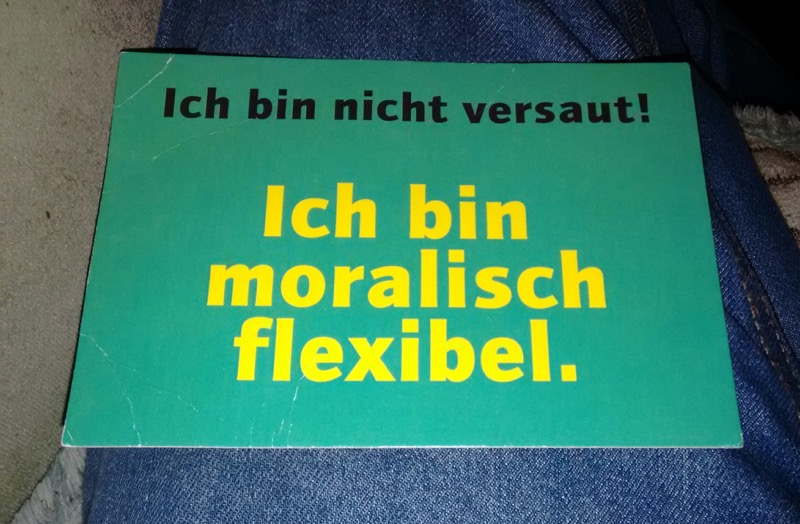 Ich bin nicht versaut!
Ich bin
moralisch
flexibel.